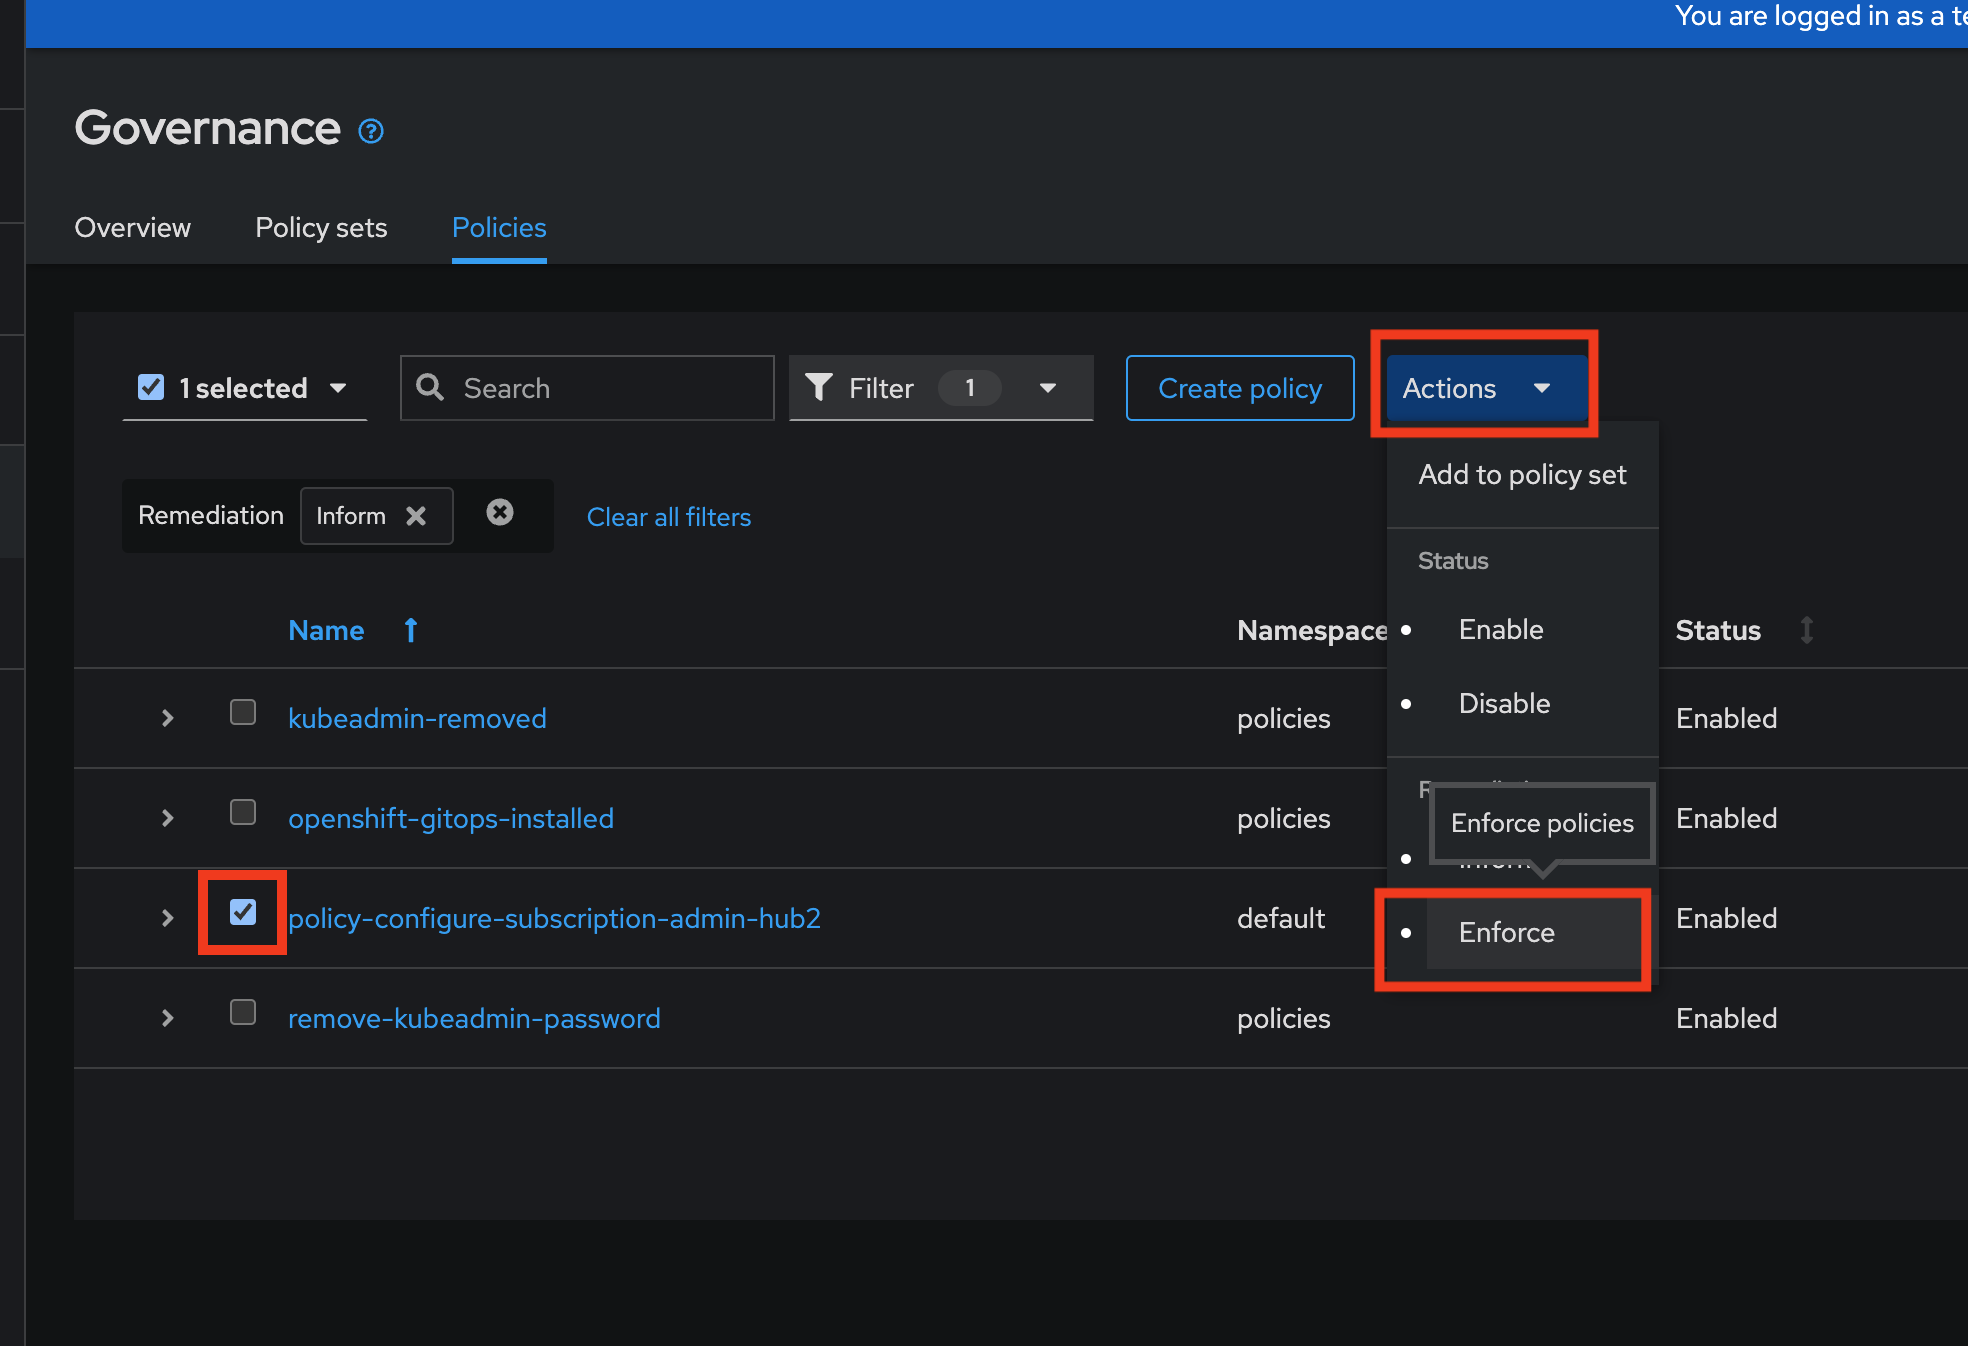 You are logged in as a te
Governance
Overview Policy sets Policies
1 selected Search Filter 1 Create policy Actions
Add to policy set
Remediation Inform Clear all filters
Status
Name Namespace Enable Status
Disable
kubeadmin-removed policies Enabled
openshift-gitops-installed policies Enforce policies Enabled
policy-configure-subscription-admin-hub2 default Enforce Enabled
remove-kubeadmin-password policies Enabled